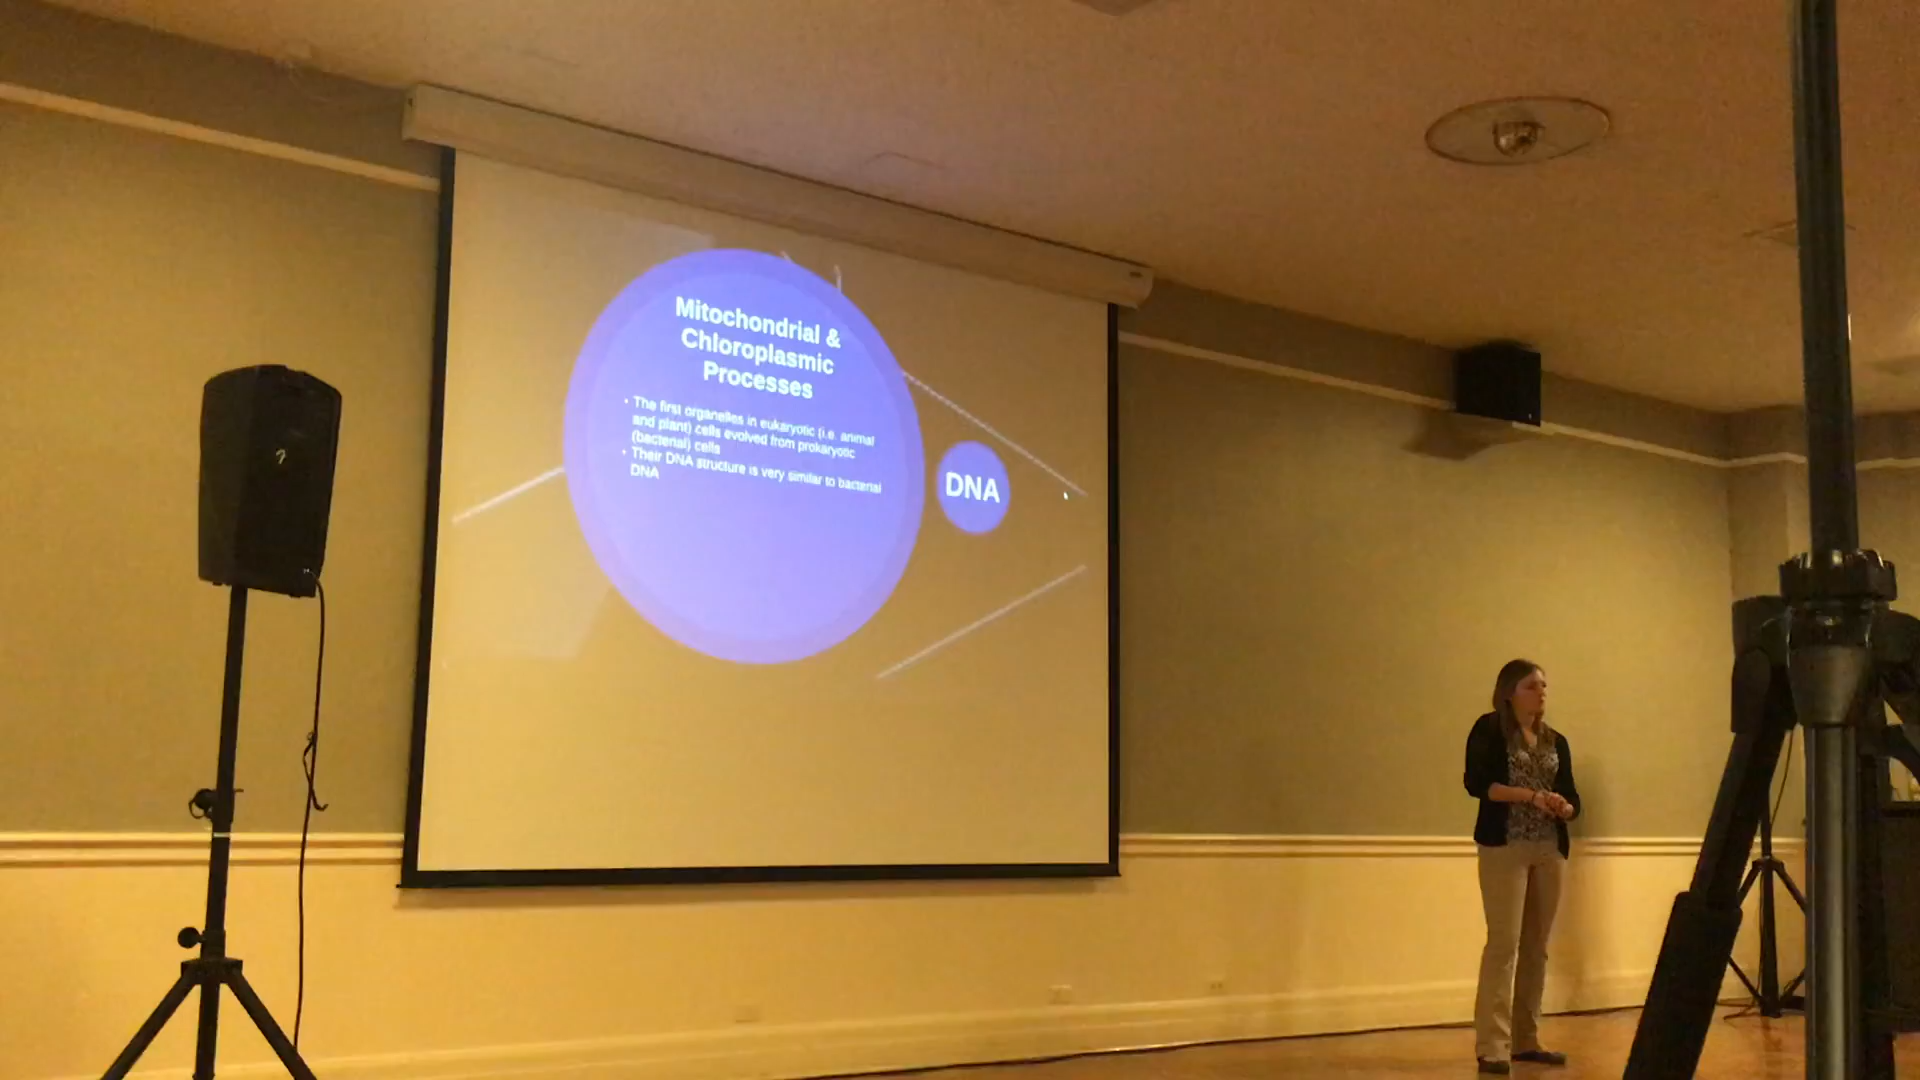 Mitochondrial &
Chloroplasmic
Processes
• The first organelles in eukaryotic (i.e. animal
and plant) cells evolved from prokaryotic
(bacterial) cells
• Their DNA structure is very similar to bacterial
DNA
DNA